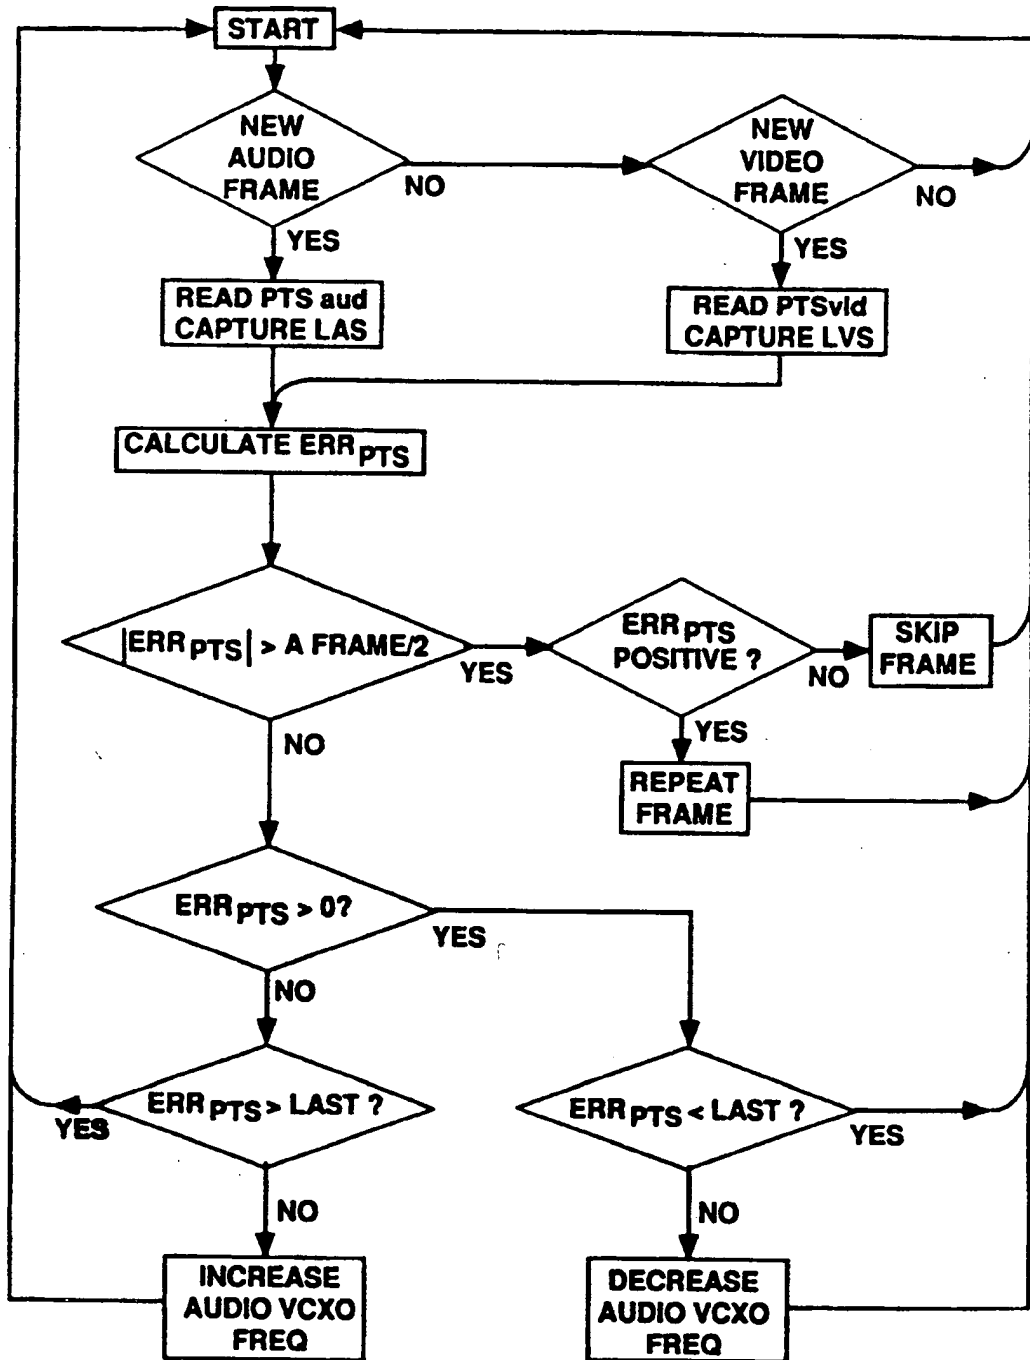 START
NEW
AUDIO
FRAME
NO
NEW
VIDEO
FRAME
NO
YES
YES
READ PTS aud
CAPTURE LAS
READ PTSvid
CAPTURE LVS
CALCULATE ERR PTS
|ERR PTS| > A FRAME/2
YES
ERR PTS
POSITIVE ?
NO
SKIP
FRAME
NO
YES
REPEAT
FRAME
ERR PTS > 0?
YES
NO
ERR PTS > LAST ?
YES
ERR PTS < LAST ?
YES
NO
NO
INCREASE
AUDIO VCXO
FREQ
DECREASE
AUDIO VCXO
FREQ